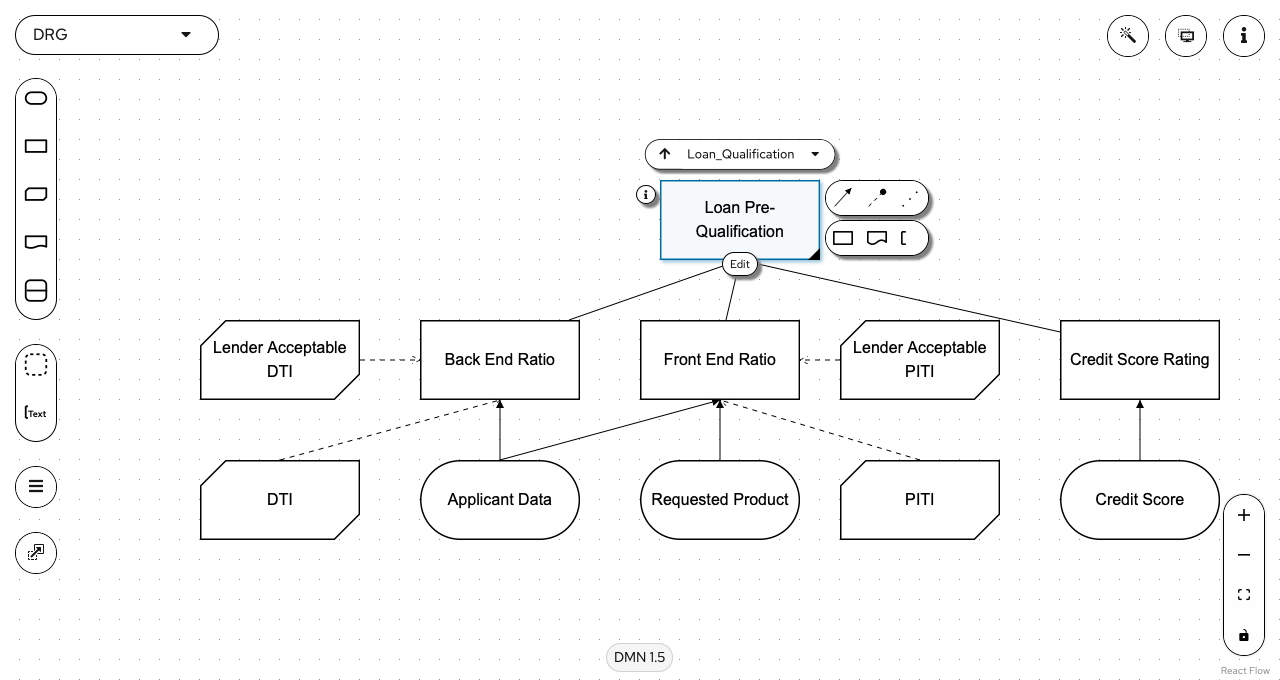 DRG
Loan_Qualification
Loan Pre-
Qualification
Edit
Lender Acceptable
DTI
Back End Ratio
Front End Ratio
Lender Acceptable
PITI
Credit Score Rating
[Text
DTI
Applicant Data
Requested Product
PITI
Credit Score
DMN 1.5
React Flow